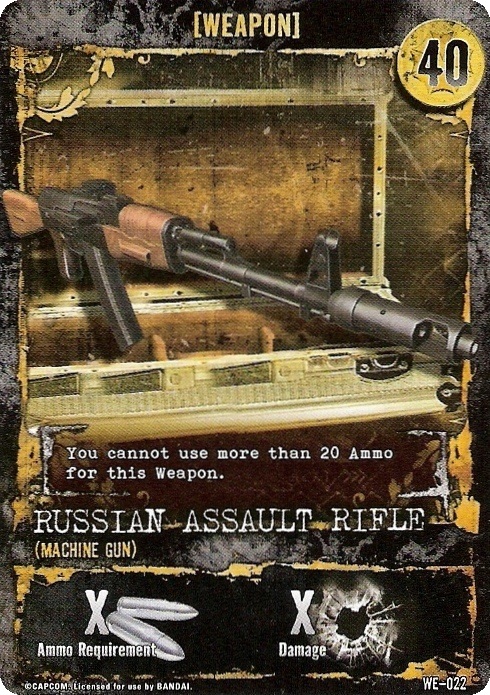 [WEAPON]
40
You cannot use more than 20 Ammo
for this Weapon.
RUSSIAN ASSAULT RIFLE
(MACHINE GUN)
X
Ammo Requirement
X
Damage
©CAPCOM. Licensed for use by BANDAI.
WE-022